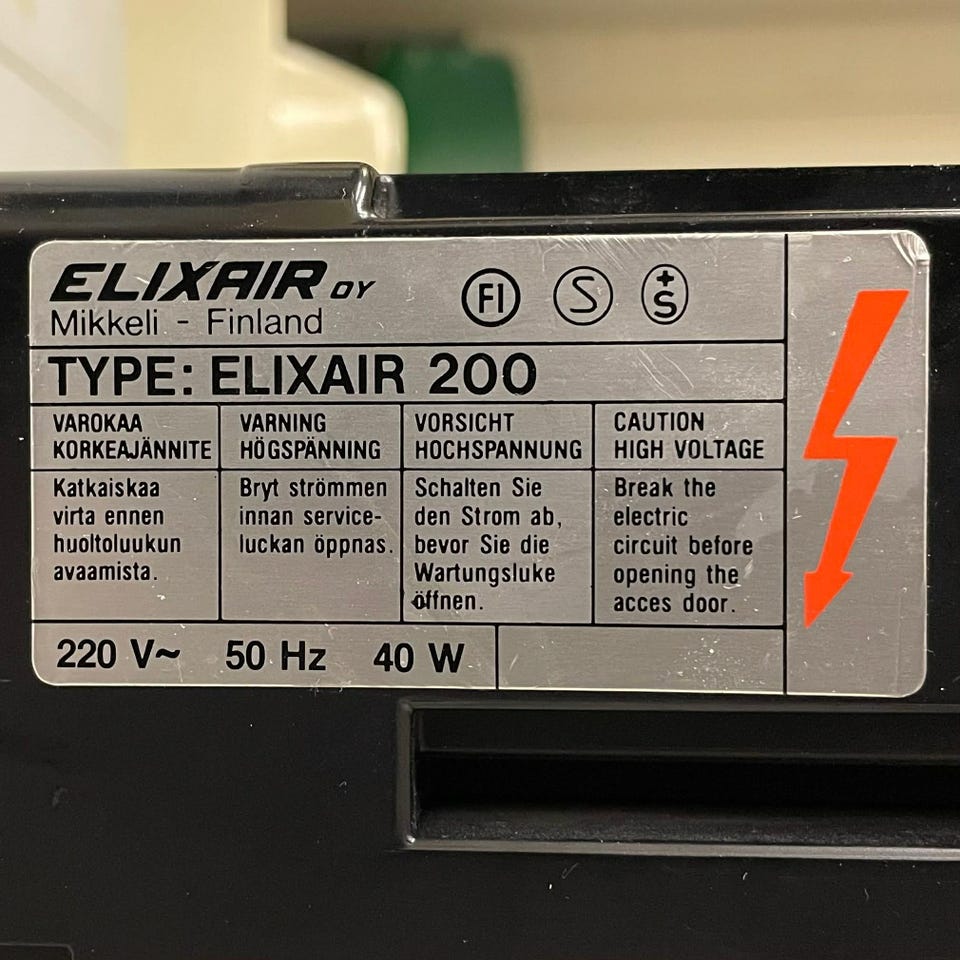 ELIXAIR OY
Mikkeli - Finland
FI S +S
TYPE: ELIXAIR 200
VAROKAA
KORKEAJÄNNITE
Katkaiskaa
virta ennen
huoltoluukun
avaamista.
VARNING
HÖGSPÄNNING
Bryt strömmen
innan service-
luckan öppnas.
VORSICHT
HOCHSPANNUNG
Schalten Sie
den Strom ab,
bevor Sie die
Wartungsluke
öffnen.
CAUTION
HIGH VOLTAGE
Break the
electric
circuit before
opening the
acces door.
220 V~ 50 Hz 40 W